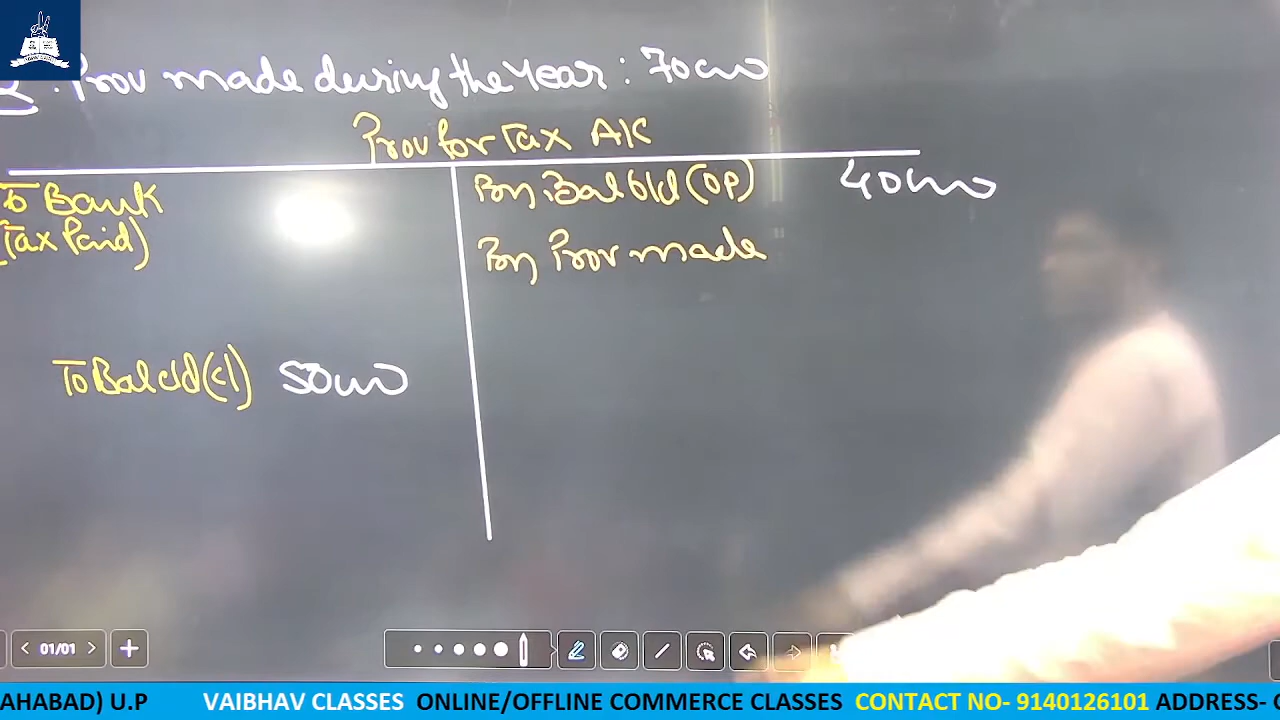 Prov made during the Year : 70000
Prov for Tax A/C
To Bank
(Tax Paid)
By Bal b/d (OP) 40000
By Prov made
To Bal c/d (cl) 50000
01/01
AHABAD) U.P VAIBHAV CLASSES ONLINE/OFFLINE COMMERCE CLASSES CONTACT NO- 9140126101 ADDRESS-